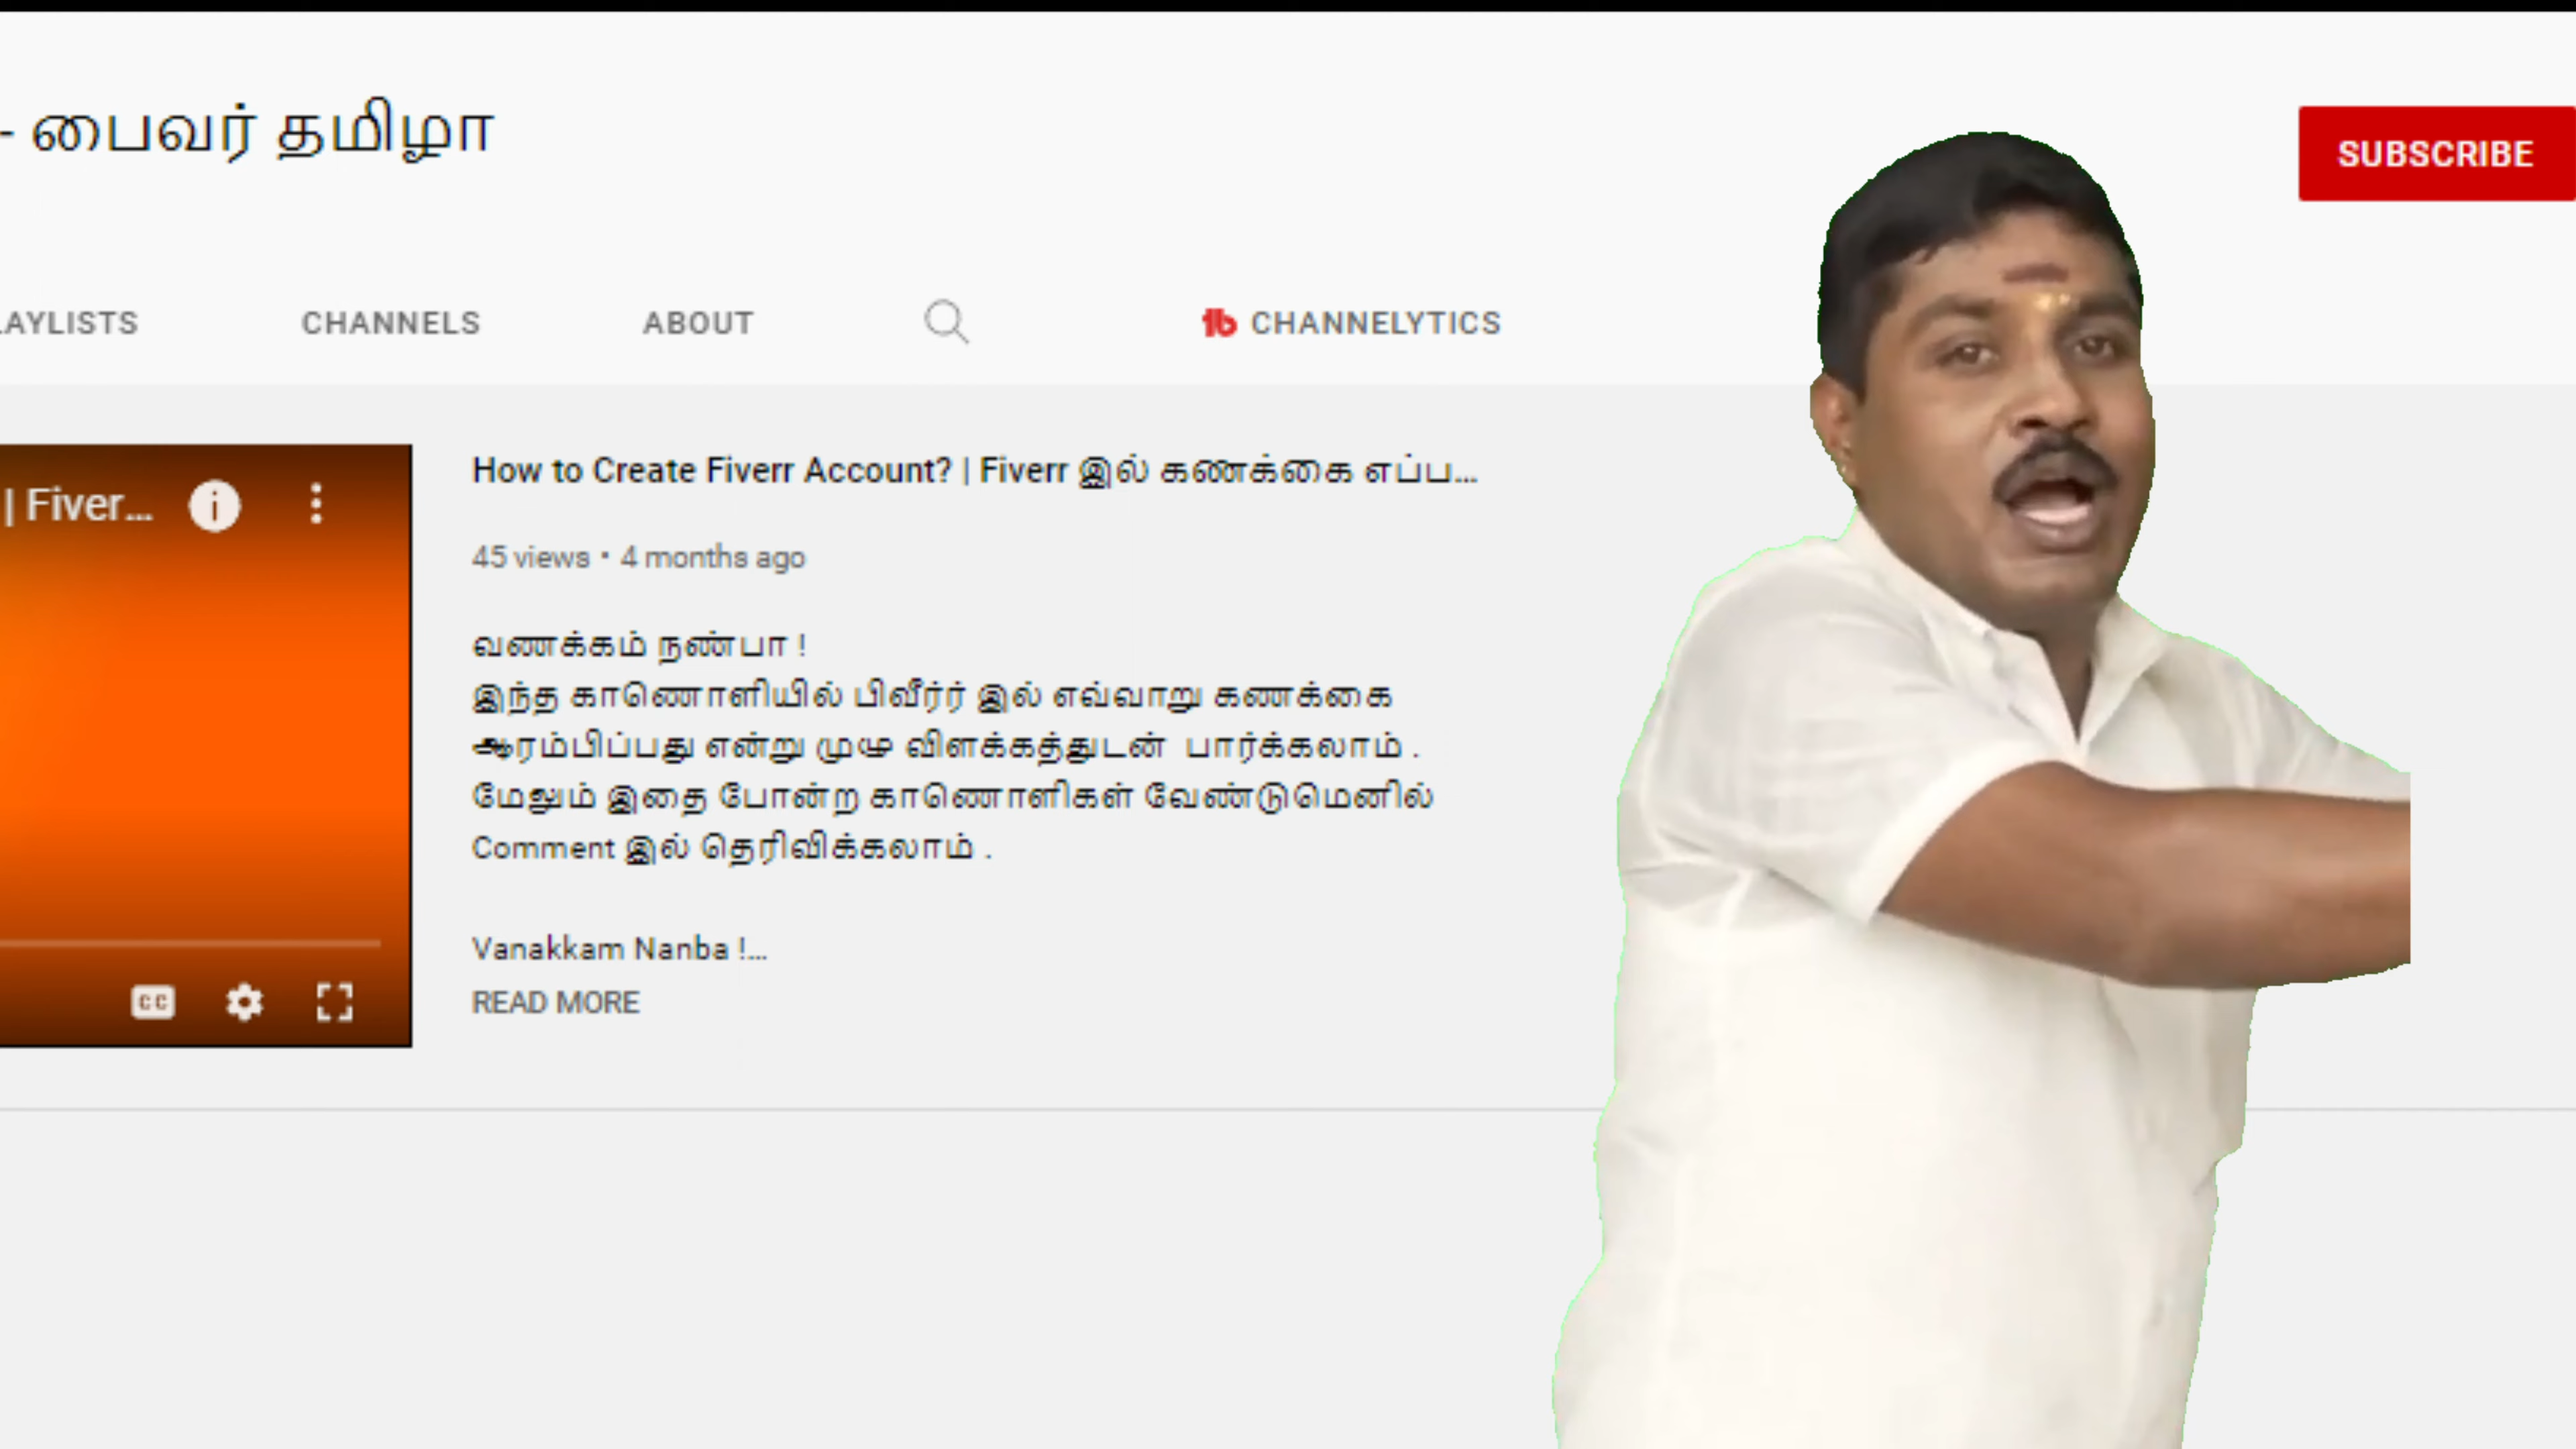 - பைவர் தமிழா
SUBSCRIBE
LAYLISTS
CHANNELS
ABOUT
CHANNELYTICS
| Fiver...
How to Create Fiverr Account? | Fiverr இல் கணக்கை எப்ப...
45 views • 4 months ago
வணக்கம் நண்பா !
இந்த காணொளியில் பிவீர்ர் இல் எவ்வாறு கணக்கை
ஆரம்பிப்பது என்று முழு விளக்கத்துடன் பார்க்கலாம் .
மேலும் இதை போன்ற காணொளிகள் வேண்டுமெனில்
Comment இல் தெரிவிக்கலாம் .
Vanakkam Nanba !...
CC
READ MORE